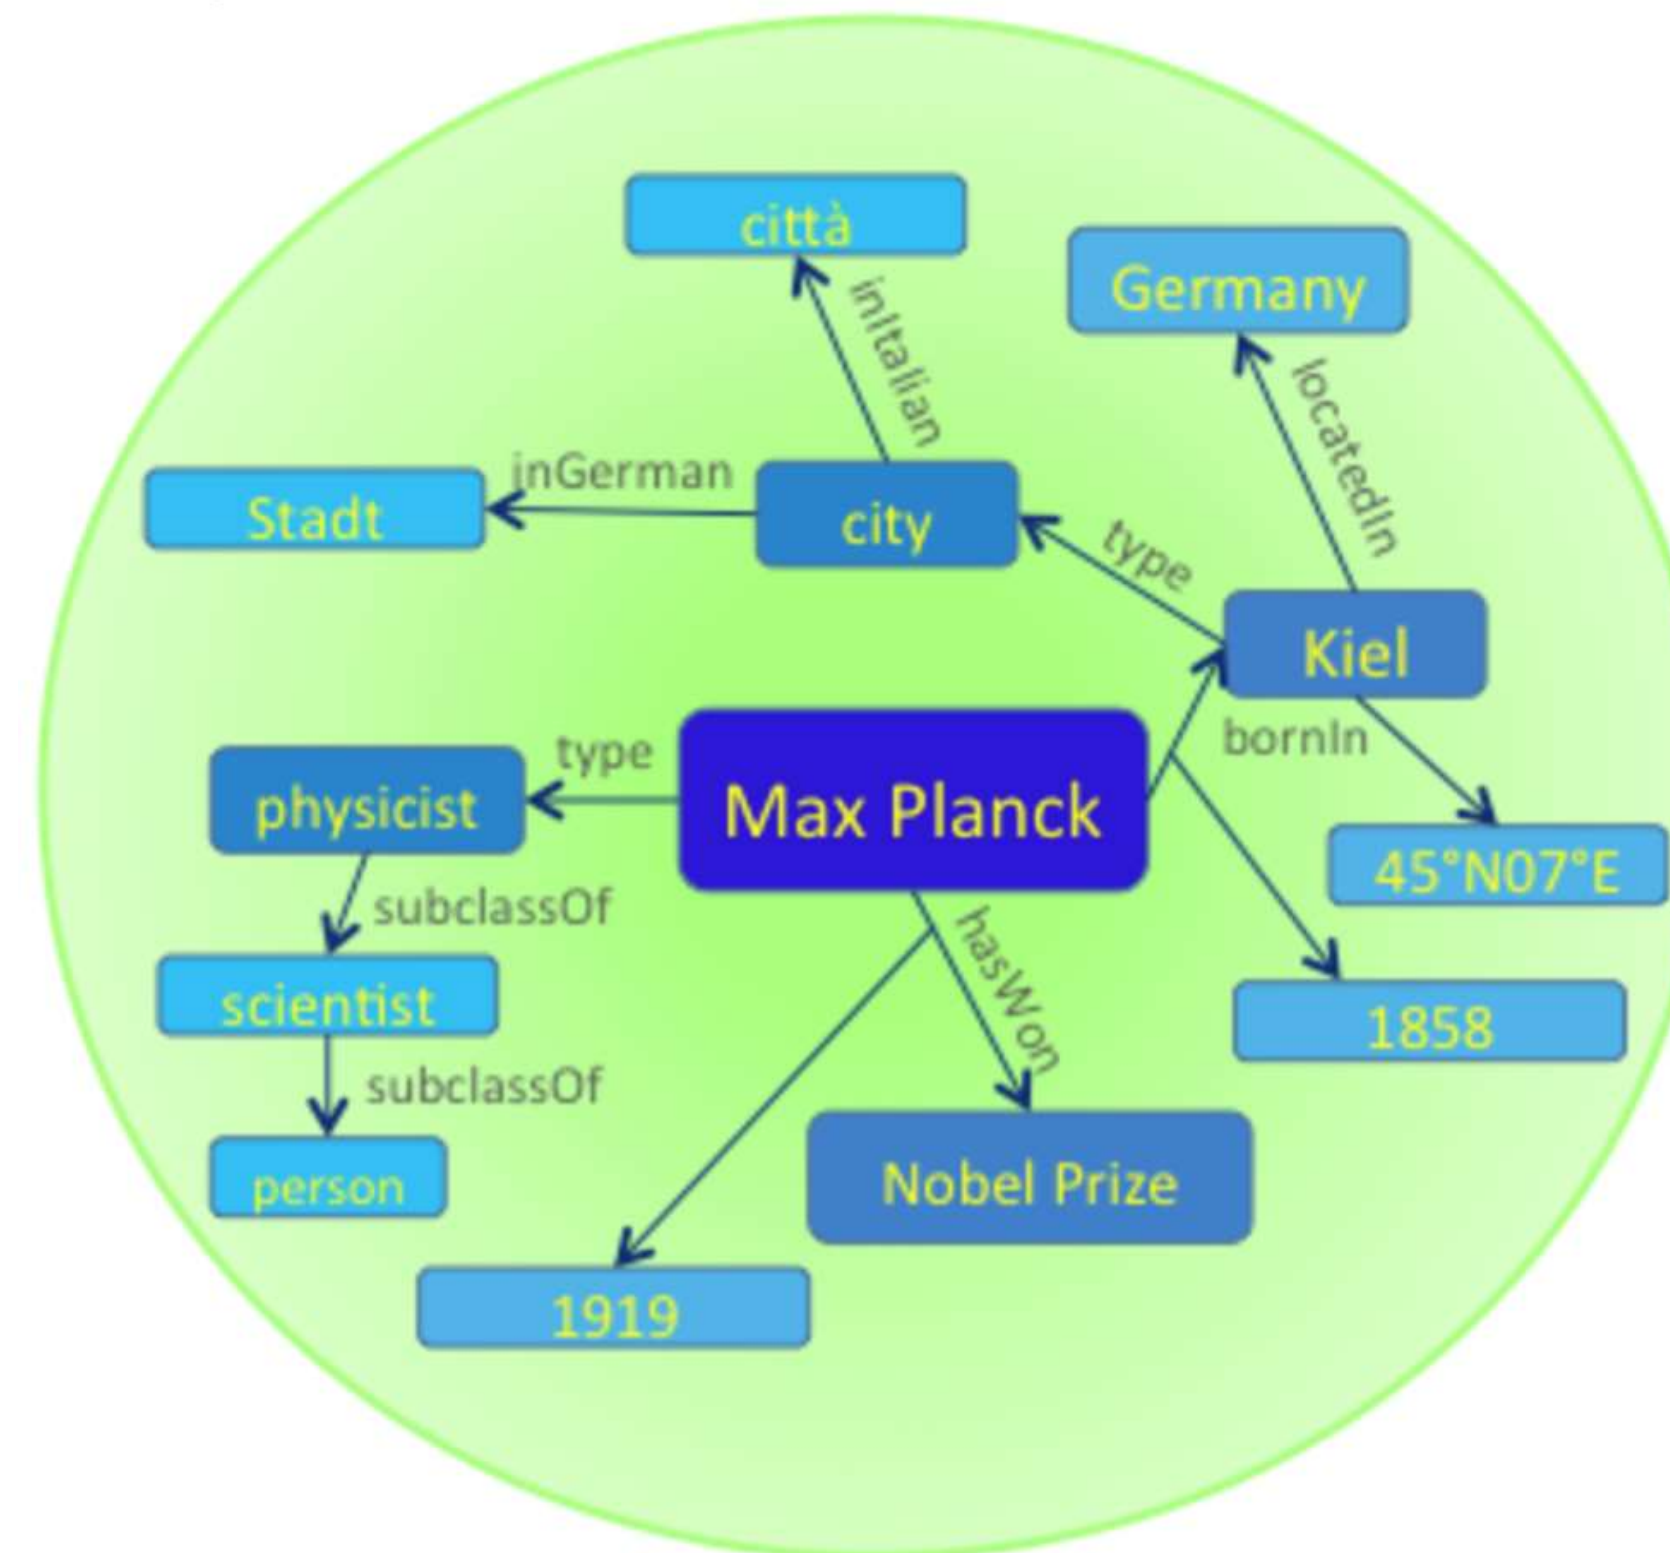 città
Germany
inItalian
locatedIn
inGerman
Stadt
city
type
Kiel
bornIn
type
physicist
Max Planck
45°N07°E
subclassOf
hasWon
scientist
1858
subclassOf
person
Nobel Prize
1919